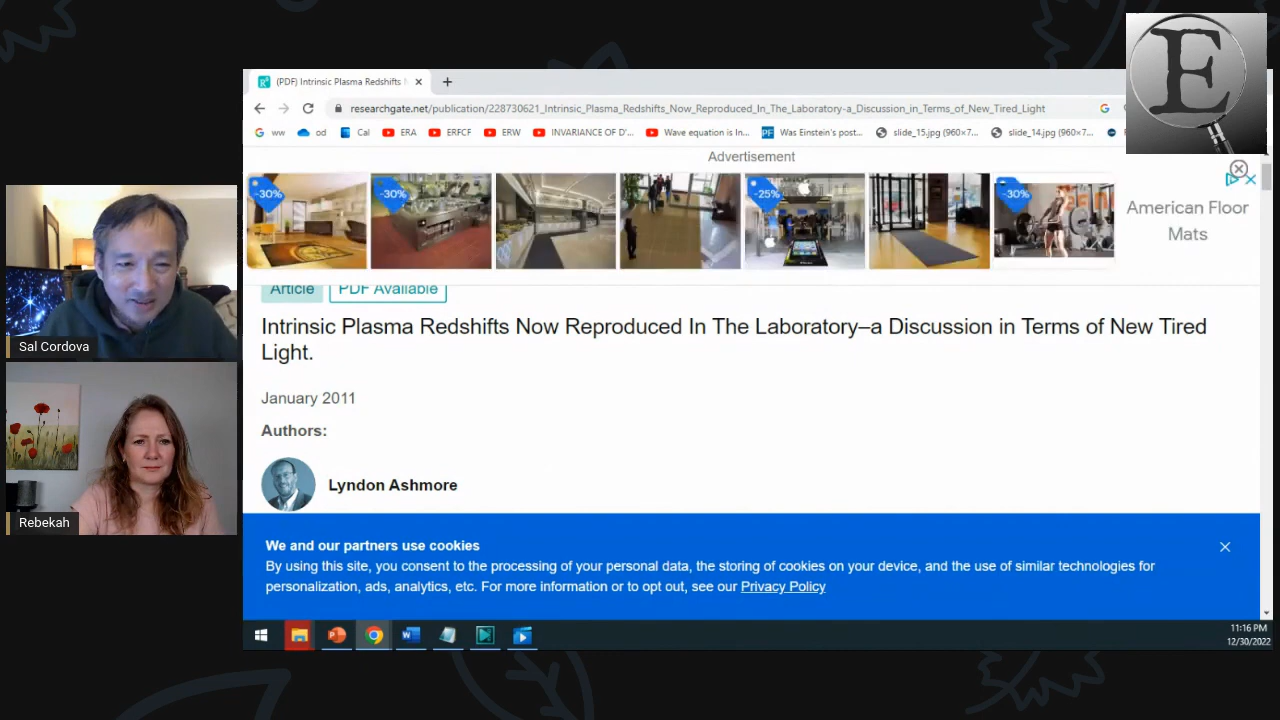 E
(PDF) Intrinsic Plasma Redshifts
researchgate.net/publication/228730621_Intrinsic_Plasma_Redshifts_Now_Reproduced_In_The_Laboratory-a_Discussion_in_Terms_of_New_Tired_Light
ww
od
Cal
ERA
ERFCF
ERW
INVARIANCE OF D'...
Wave equation is In...
PF
Was Einstein's post...
slide_15.jpg (960×7...
slide_14.jpg (960×7...
Advertisement
-30%
-30%
-25%
-30%
American Floor
Mats
Article
PDF Available
Intrinsic Plasma Redshifts Now Reproduced In The Laboratory–a Discussion in Terms of New Tired
Light.
January 2011
Authors:
Lyndon Ashmore
We and our partners use cookies
By using this site, you consent to the processing of your personal data, the storing of cookies on your device, and the use of similar technologies for
personalization, ads, analytics, etc. For more information or to opt out, see our Privacy Policy
11:16 PM
12/30/2022
Sal Cordova
Rebekah